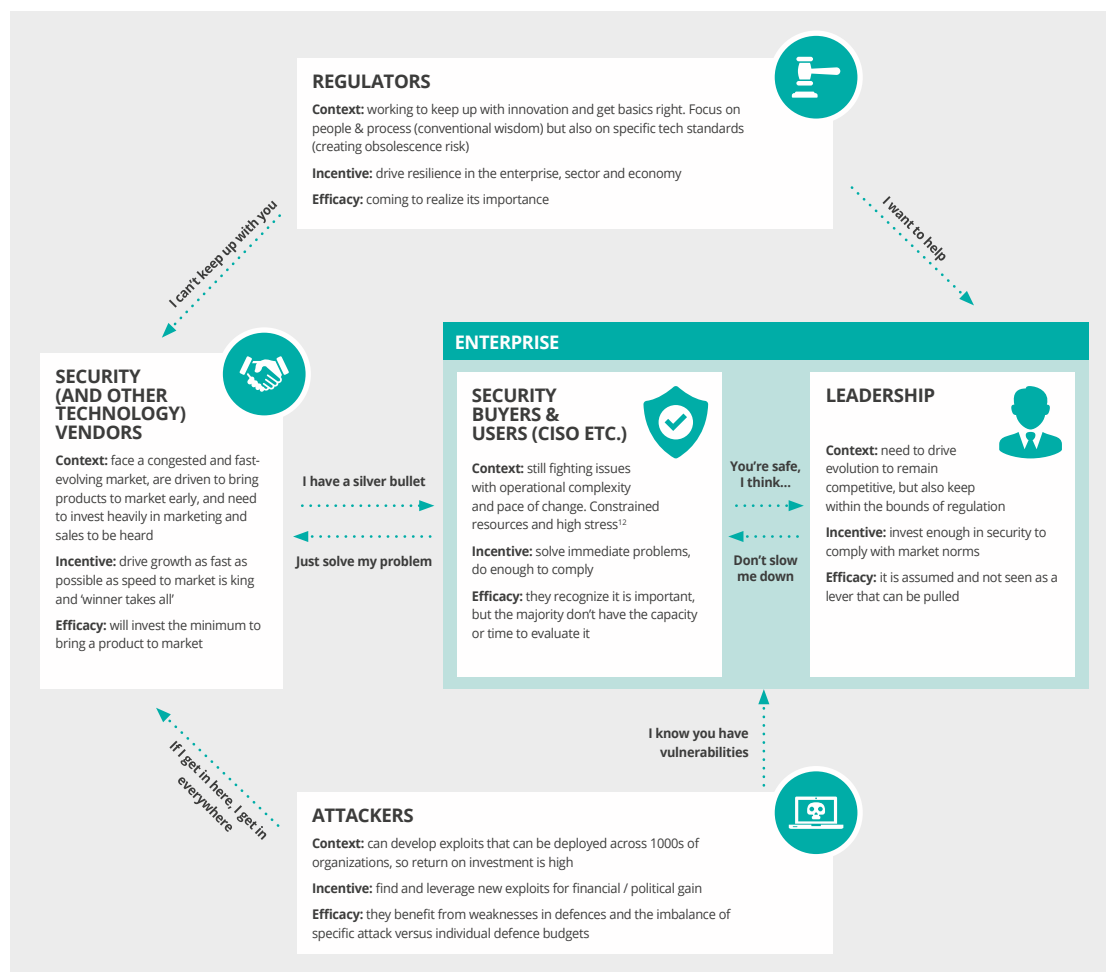 REGULATORS
Context: working to keep up with innovation and get basics right. Focus on
people & process (conventional wisdom) but also on specific tech standards
(creating obsolescence risk)
Incentive: drive resilience in the enterprise, sector and economy
Efficacy: coming to realize its importance
I can't keep up with you
I want to help
SECURITY
(AND OTHER
TECHNOLOGY)
VENDORS
Context: face a congested and fast-
evolving market, are driven to bring
products to market early, and need
to invest heavily in marketing and
sales to be heard
Incentive: drive growth as fast as
possible as speed to market is king
and ‘winner takes all’
Efficacy: will invest the minimum to
bring a product to market
I have a silver bullet
Just solve my problem
ENTERPRISE
SECURITY
BUYERS &
USERS (CISO ETC.)
Context: still fighting issues
with operational complexity
and pace of change. Constrained
resources and high stress¹²
Incentive: solve immediate problems,
do enough to comply
Efficacy: they recognize it is important,
but the majority don’t have the capacity
or time to evaluate it
You’re safe,
I think...
Don’t slow
me down
LEADERSHIP
Context: need to drive
evolution to remain
competitive, but also keep
within the bounds of regulation
Incentive: invest enough in security to
comply with market norms
Efficacy: it is assumed and not seen as a
lever that can be pulled
If I get in here, I get in
everywhere
I know you have
vulnerabilities
ATTACKERS
Context: can develop exploits that can be deployed across 1000s of
organizations, so return on investment is high
Incentive: find and leverage new exploits for financial / political gain
Efficacy: they benefit from weaknesses in defences and the imbalance of
specific attack versus individual defence budgets